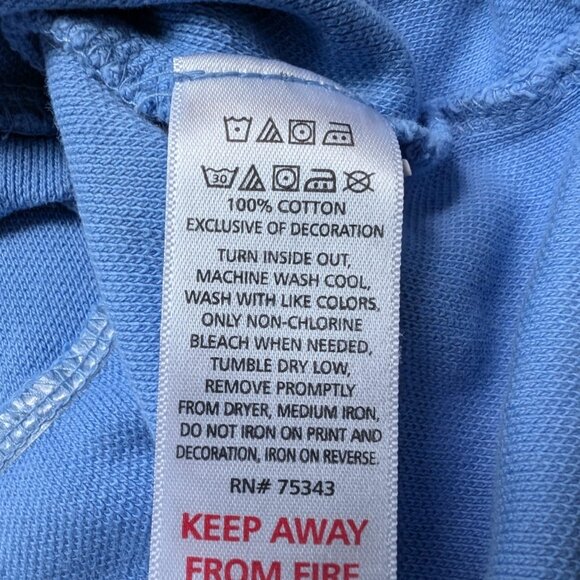 30
100% COTTON
EXCLUSIVE OF DECORATION
TURN INSIDE OUT,
MACHINE WASH COOL,
WASH WITH LIKE COLORS,
ONLY NON-CHLORINE
BLEACH WHEN NEEDED,
TUMBLE DRY LOW,
REMOVE PROMPTLY
FROM DRYER, MEDIUM IRON,
DO NOT IRON ON PRINT AND
DECORATION, IRON ON REVERSE.
RN# 75343
KEEP AWAY
FROM FIRE